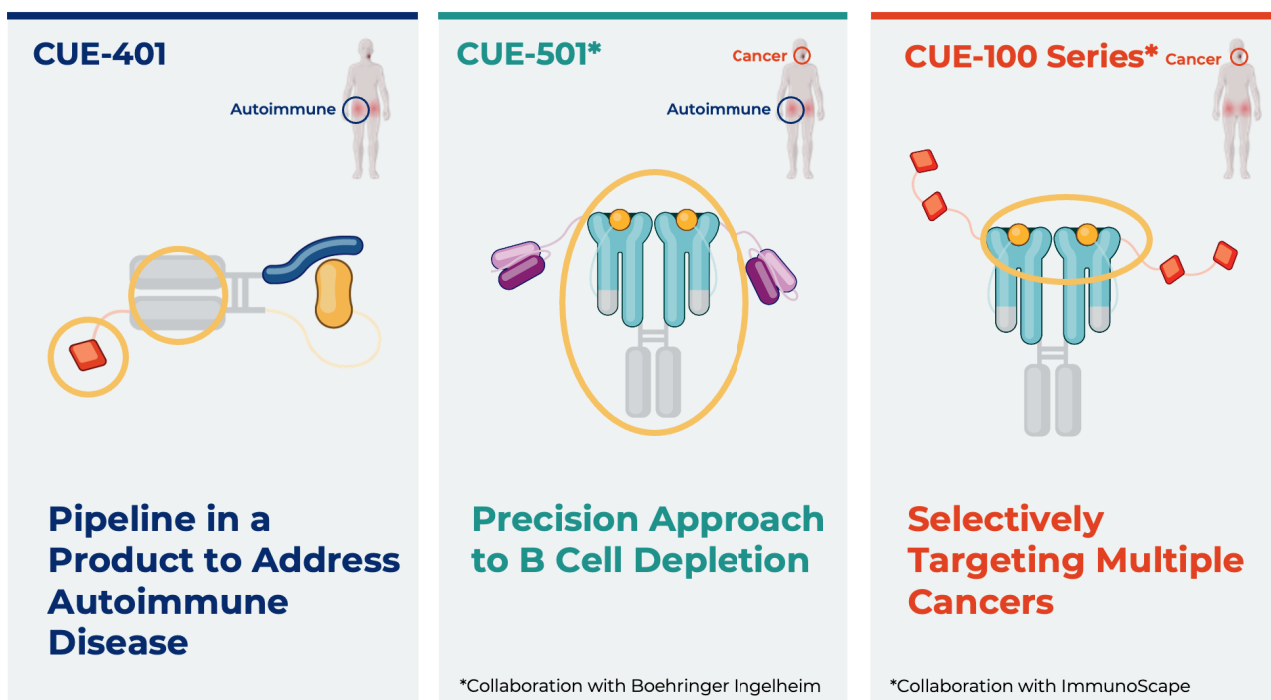 CUE-401
Autoimmune
Pipeline in a
Product to Address
Autoimmune
Disease
CUE-501*
Cancer
Autoimmune
Precision Approach
to B Cell Depletion
*Collaboration with Boehringer Ingelheim
CUE-100 Series*
Cancer
Selectively
Targeting Multiple
Cancers
*Collaboration with ImmunoScape